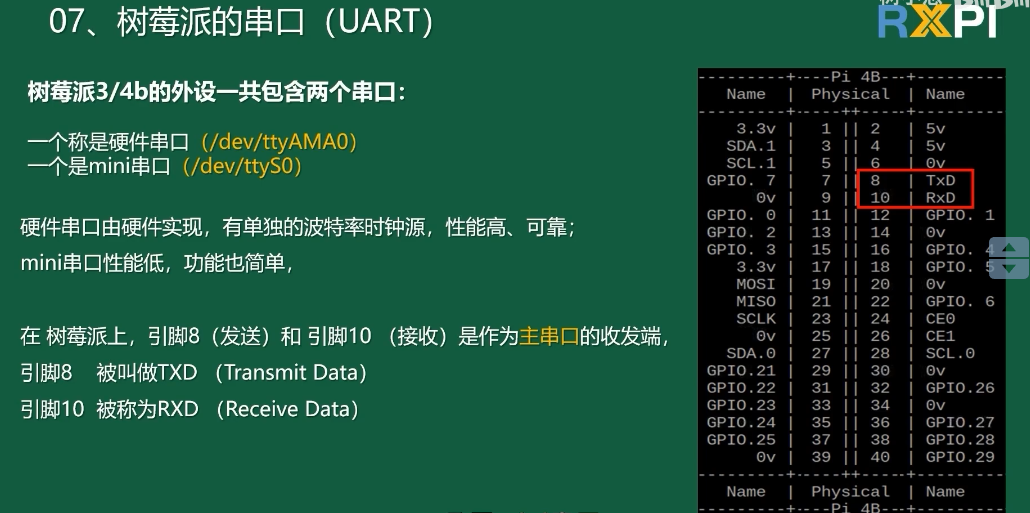 07、树莓派的串口（UART）
RXPI
树莓派3/4b的外设一共包含两个串口：
一个称是硬件串口（/dev/ttyAMA0）
一个是mini串口（/dev/ttyS0）
硬件串口由硬件实现，有单独的波特率时钟源，性能高、可靠；
mini串口性能低，功能也简单，
在 树莓派上，引脚8（发送）和 引脚10 （接收）是作为主串口的收发端，
引脚8 被叫做TXD （Transmit Data）
引脚10 被称为RXD （Receive Data）
---------+----Pi 4B---+---------
Name | Physical | Name
---------+----++----+---------
3.3v | 1 || 2 | 5v
SDA.1 | 3 || 4 | 5v
SCL.1 | 5 || 6 | 0v
GPIO. 7 | 7 || 8 | TxD
0v | 9 || 10 | RxD
GPIO. 0 | 11 || 12 | GPIO. 1
GPIO. 2 | 13 || 14 | 0v
GPIO. 3 | 15 || 16 | GPIO. 4
3.3v | 17 || 18 | GPIO. 5
MOSI | 19 || 20 | 0v
MISO | 21 || 22 | GPIO. 6
SCLK | 23 || 24 | CE0
0v | 25 || 26 | CE1
SDA.0 | 27 || 28 | SCL.0
GPIO.21 | 29 || 30 | 0v
GPIO.22 | 31 || 32 | GPIO.26
GPIO.23 | 33 || 34 | 0v
GPIO.24 | 35 || 36 | GPIO.27
GPIO.25 | 37 || 38 | GPIO.28
0v | 39 || 40 | GPIO.29
---------+----++----+---------
Name | Physical | Name
---------+----Pi 4B---+---------